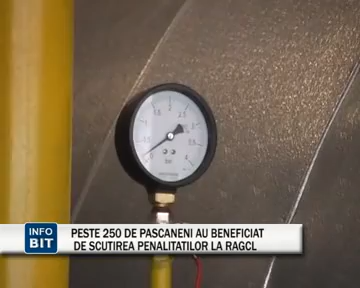 INFO
BIT
PESTE 250 DE PASCANENI AU BENEFICIAT
DE SCUTIREA PENALITATILOR LA RAGCL